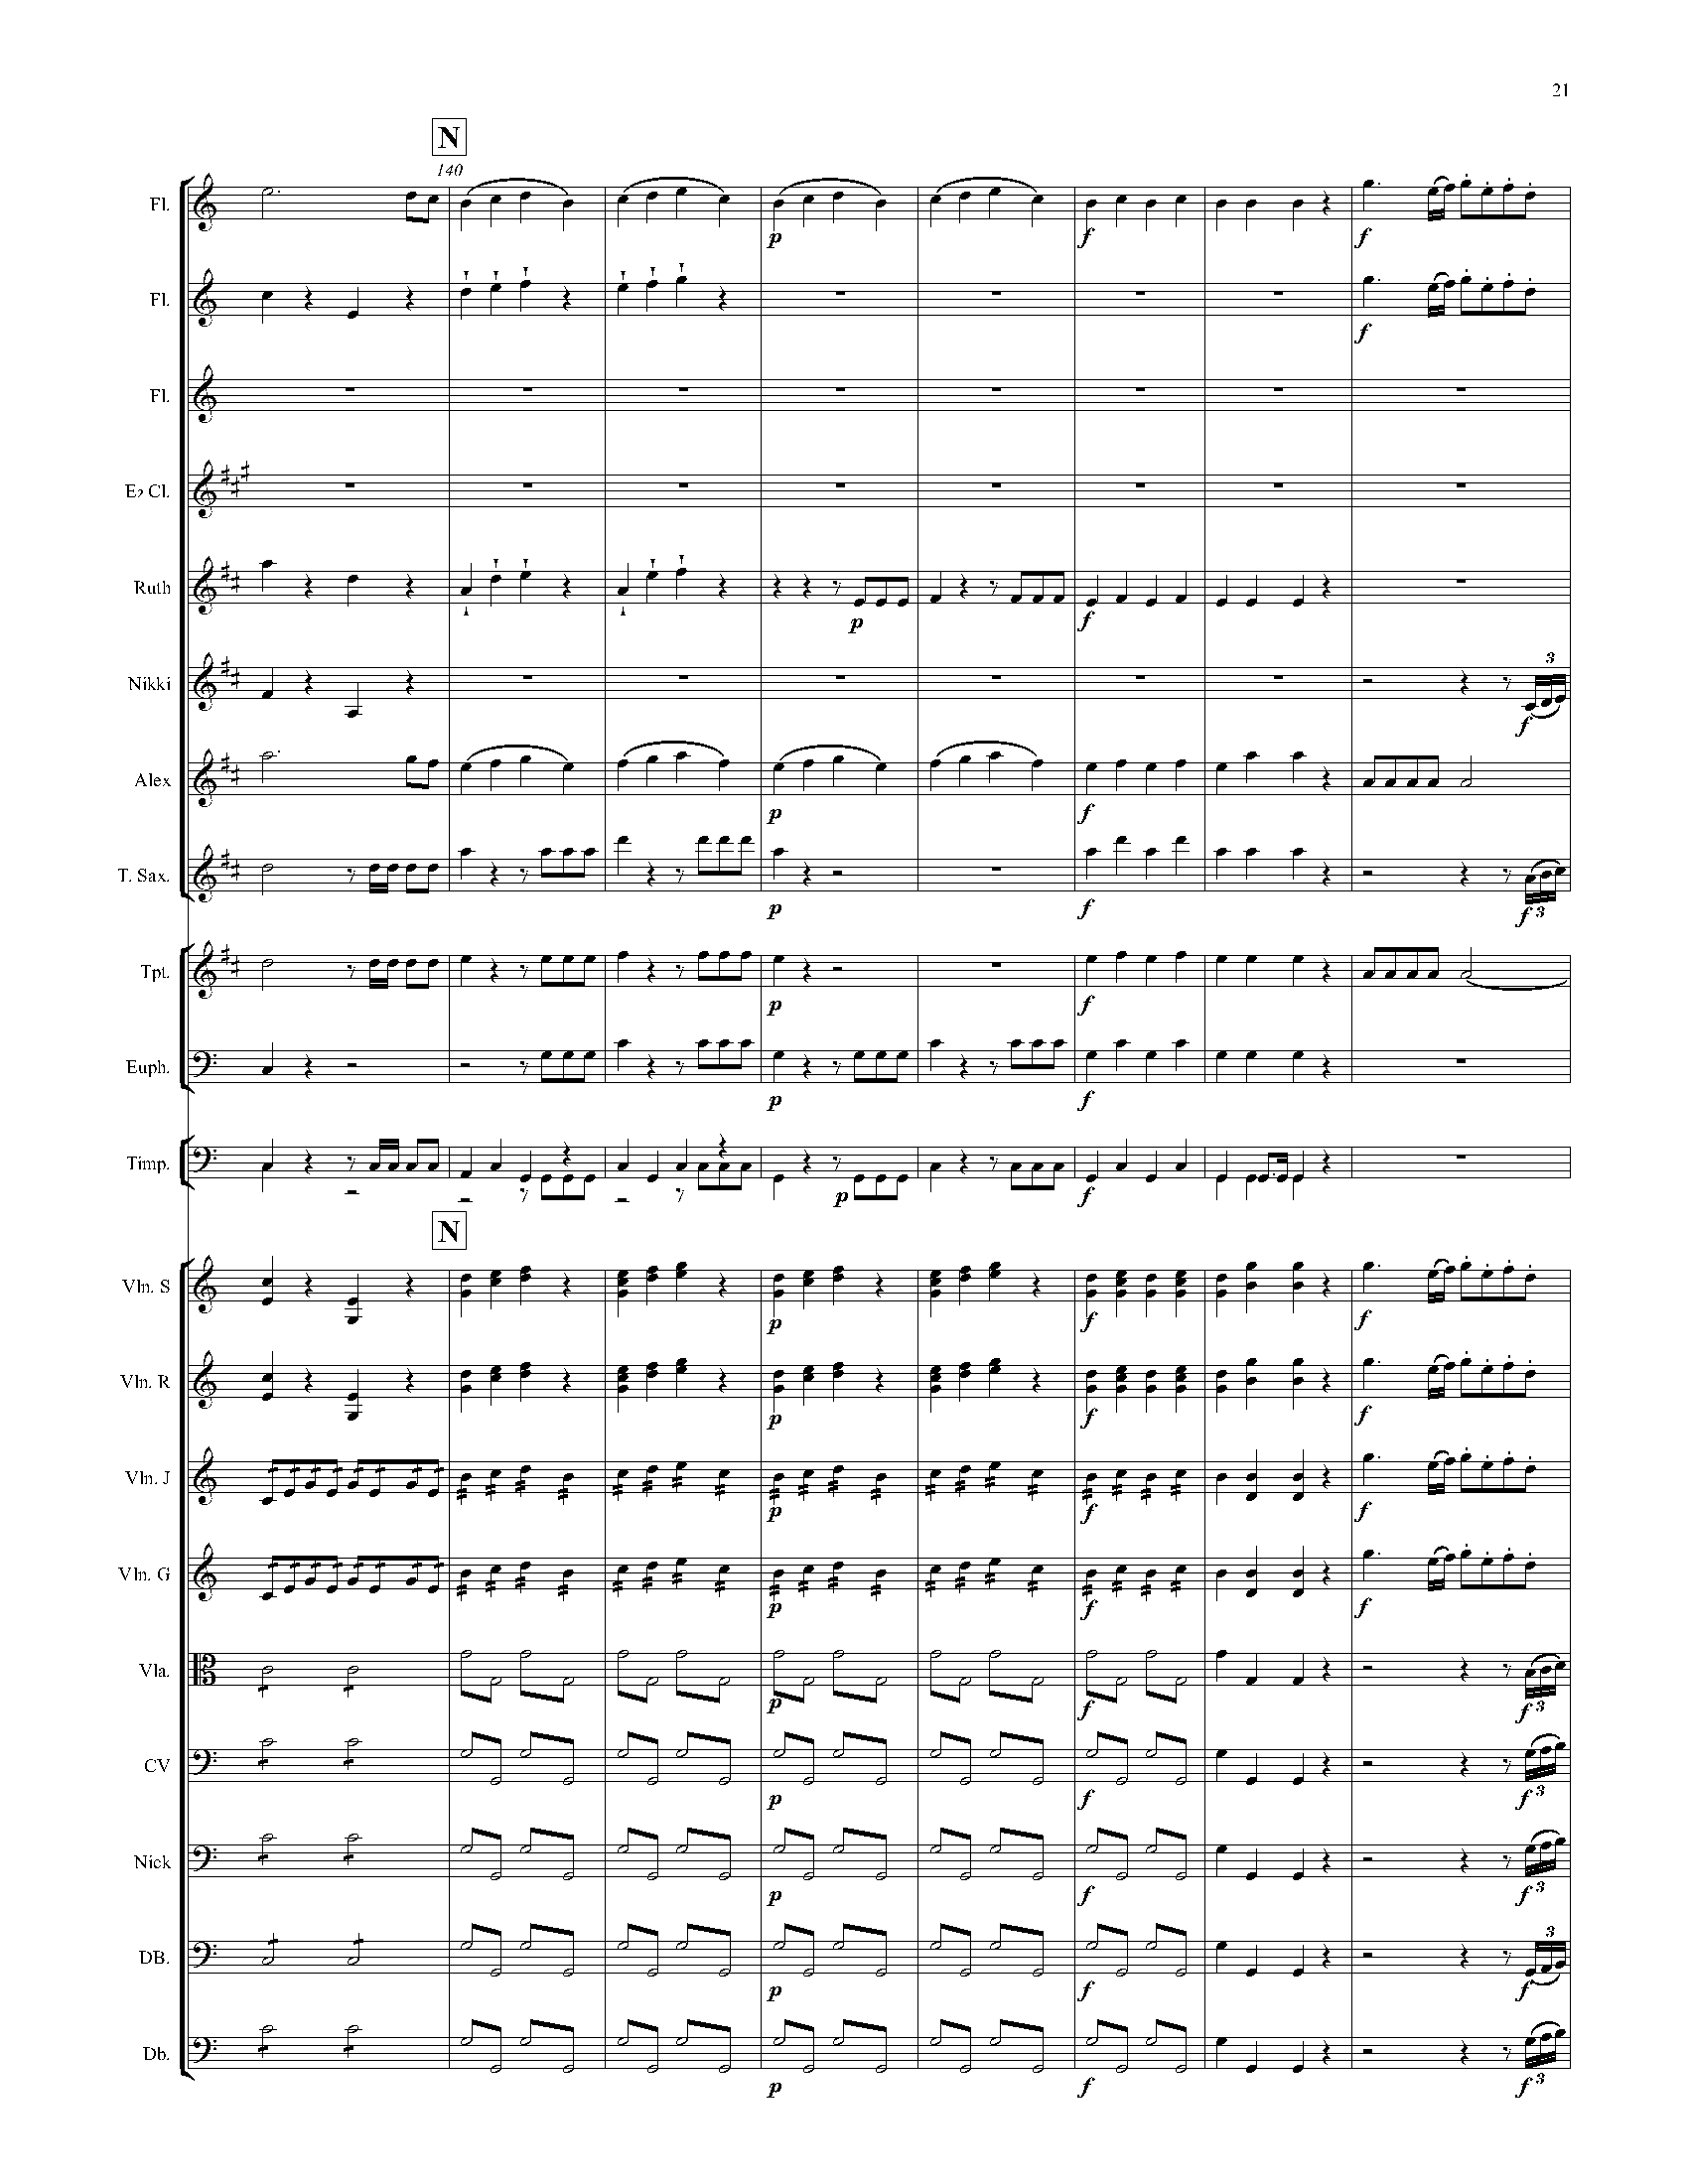 21
N
140
Fl.
p
f
f
Fl.
f
Fl.
E♭ Cl.
Ruth
p
f
Nikki
3
f
Alex
p
f
T. Sax.
p
f
f 3
Tpt.
p
f
Euph.
p
f
Timp.
p
f
N
Vln. S
p
f
f
Vln. R
p
f
f
Vln. J
p
f
f
Vln. G
p
f
f
Vla.
p
f
f 3
CV
p
f
f 3
Nick
p
f
f 3
DB.
3
p
f
f
Db.
p
f
f 3